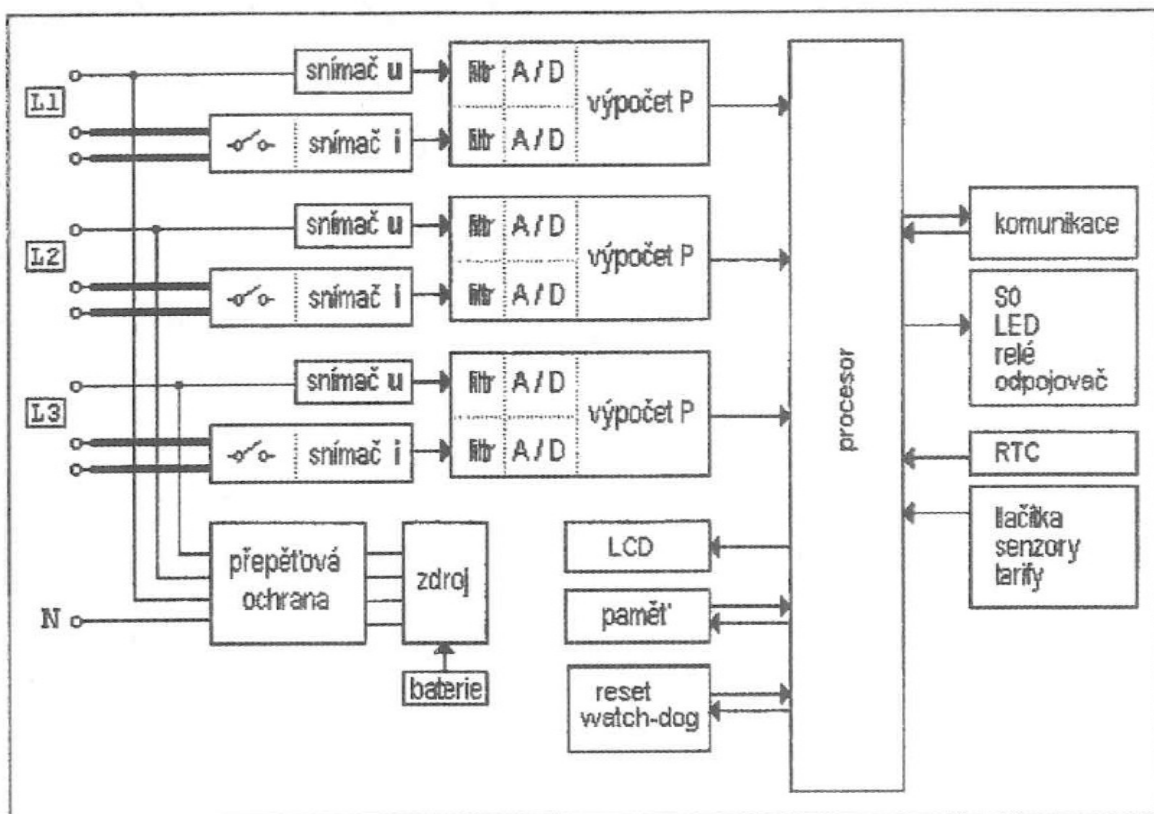 L1
snímač u
filtr A / D
výpočet P
snímač i
filtr A / D
L2
snímač u
filtr A / D
výpočet P
snímač i
filtr A / D
L3
snímač u
filtr A / D
výpočet P
snímač i
filtr A / D
N
přepěťová
ochrana
zdroj
baterie
LCD
paměť
reset
watch-dog
procesor
komunikace
S0
LED
relé
odpojovač
RTC
tlačítka
senzory
tarify